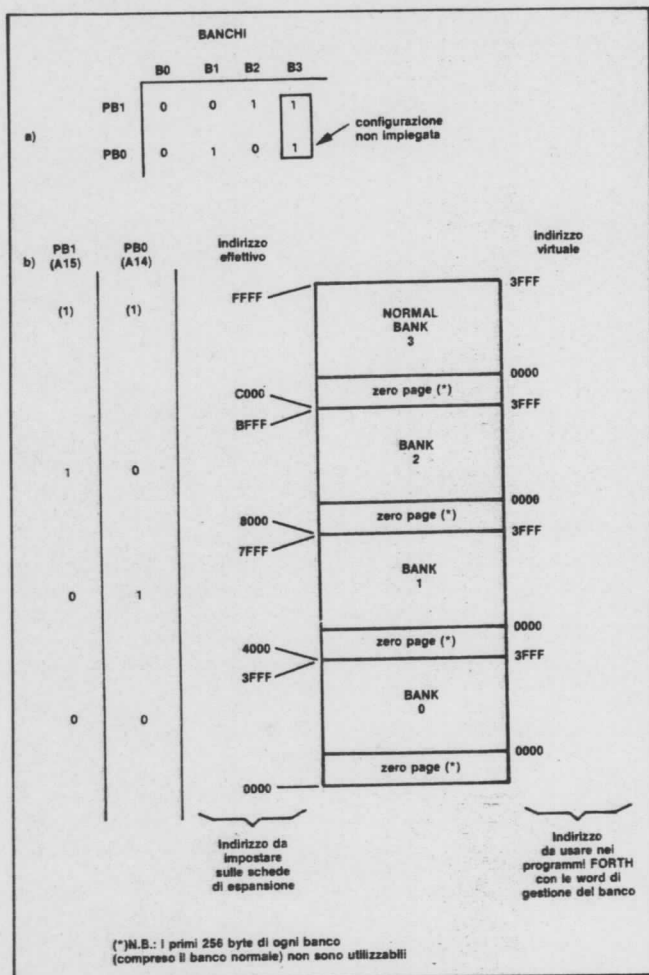 BANCHI
B0 B1 B2 B3
PB1 0 0 1 1
a)
configurazione
non impiegata
PB0 0 1 0 1
b)
PB1
(A15)
PB0
(A14)
Indirizzo
effettivo
Indirizzo
virtuale
FFFF
3FFF
(1) (1)
NORMAL
BANK
3
0000
C000
zero page (*)
3FFF
BFFF
BANK
2
1 0
0000
8000
zero page (*)
3FFF
7FFF
BANK
1
0 1
0000
4000
zero page (*)
3FFF
3FFF
BANK
0
0 0
0000
zero page (*)
0000
Indirizzo da
impostare
sulle schede
di espansione
Indirizzo
da usare nei
programmi FORTH
con le word di
gestione del banco
(*)N.B.: i primi 256 byte di ogni banco
(compreso il banco normale) non sono utilizzabili